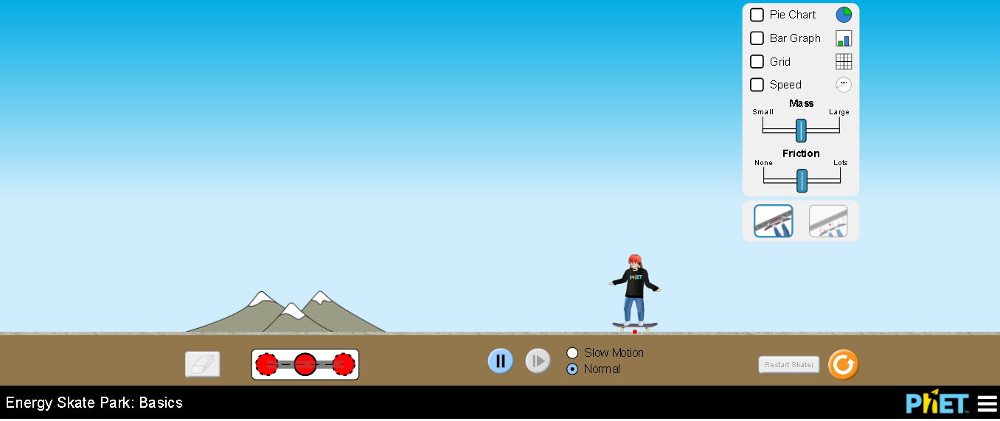 Pie Chart
Bar Graph
Grid
Speed
Mass
Small Large
Friction
None Lots
PhET
Slow Motion
Normal
Restart Skater
Energy Skate Park: Basics
PhET